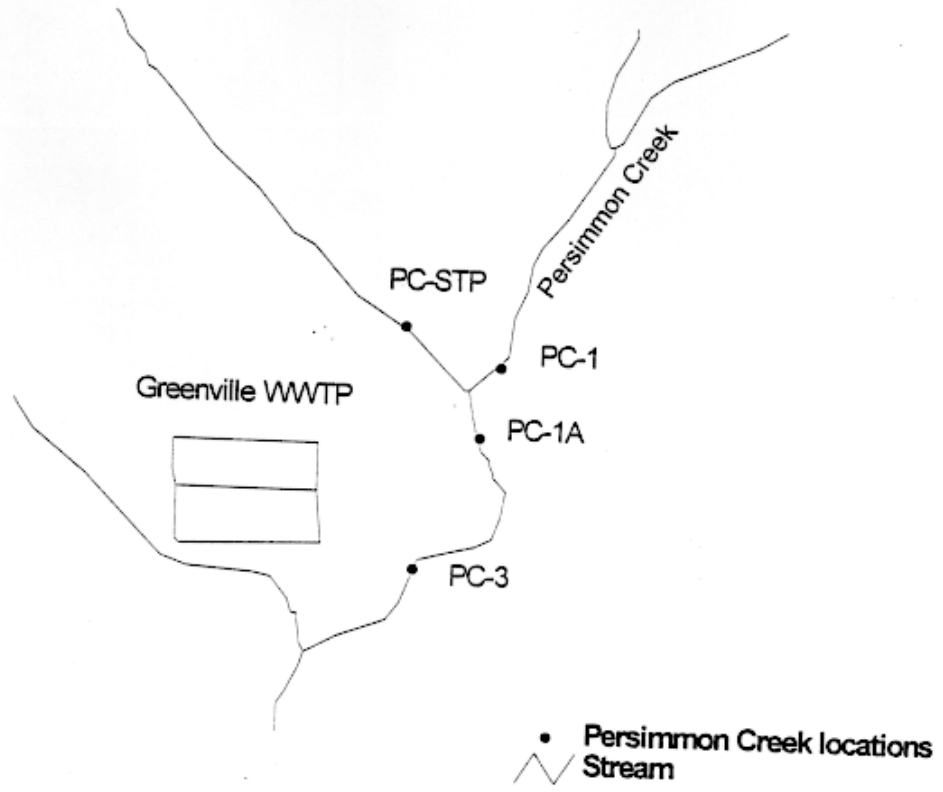 Persimmon Creek
PC-STP
PC-1
Greenville WWTP
PC-1A
PC-3
Persimmon Creek locations
Stream